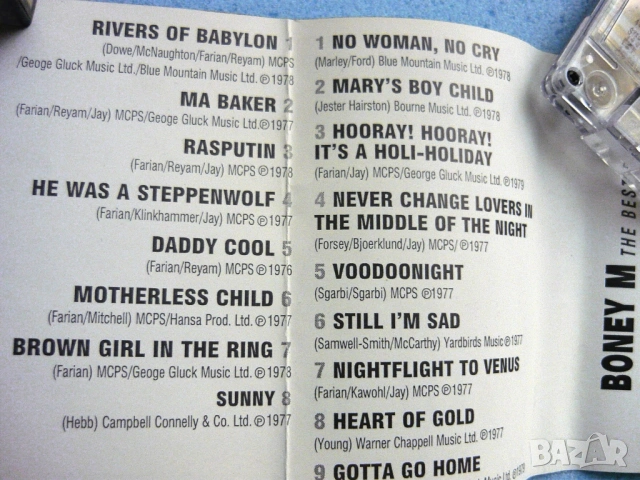 RIVERS OF BABYLON 1
(Dowe/McNaughton/Farian/Reyam) MCPS
/Geoge Gluck Music Ltd./Blue Mountain Music Ltd. ℗1978
MA BAKER 2
(Farian/Reyam/Jay) MCPS/Geoge Gluck Music Ltd.℗1977
RASPUTIN 3
(Farian/Reyam/Jay) MCPS ℗1978
HE WAS A STEPPENWOLF 4
(Farian/Klinkhammer/Jay) MCPS ℗1977
DADDY COOL 5
(Farian/Reyam) MCPS ℗1976
MOTHERLESS CHILD 6
(Farian/Mitchell) MCPS/Hansa Prod. Ltd. ℗1977
BROWN GIRL IN THE RING 7
(Farian) MCPS/Geoge Gluck Music Ltd. ℗1978
SUNNY 8
(Hebb) Campbell Connelly & Co. Ltd. ℗1977
1 NO WOMAN, NO CRY
(Marley/Ford) Blue Mountain Music Ltd. ℗1978
2 MARY'S BOY CHILD
(Jester Hairston) Bourne Music Ltd. ℗1978
3 HOORAY! HOORAY!
IT'S A HOLI-HOLIDAY
(Farian/Jay) MCPS/George Gluck Music Ltd. ℗1979
4 NEVER CHANGE LOVERS IN
THE MIDDLE OF THE NIGHT
(Forsey/Bjoerklund/Jay) MCPS/ ℗1977
5 VOODOONIGHT
(Sgarbi/Sgarbi) MCPS ℗1977
6 STILL I'M SAD
(Samwell-Smith/McCarthy) Yardbirds Music℗1977
7 NIGHTFLIGHT TO VENUS
(Farian/Kawohl/Jay) MCPS ℗1977
8 HEART OF GOLD
(Young) Warner Chappell Music Ltd. ℗1977
9 GOTTA GO HOME
BONEY M THE BEST
BAZAR